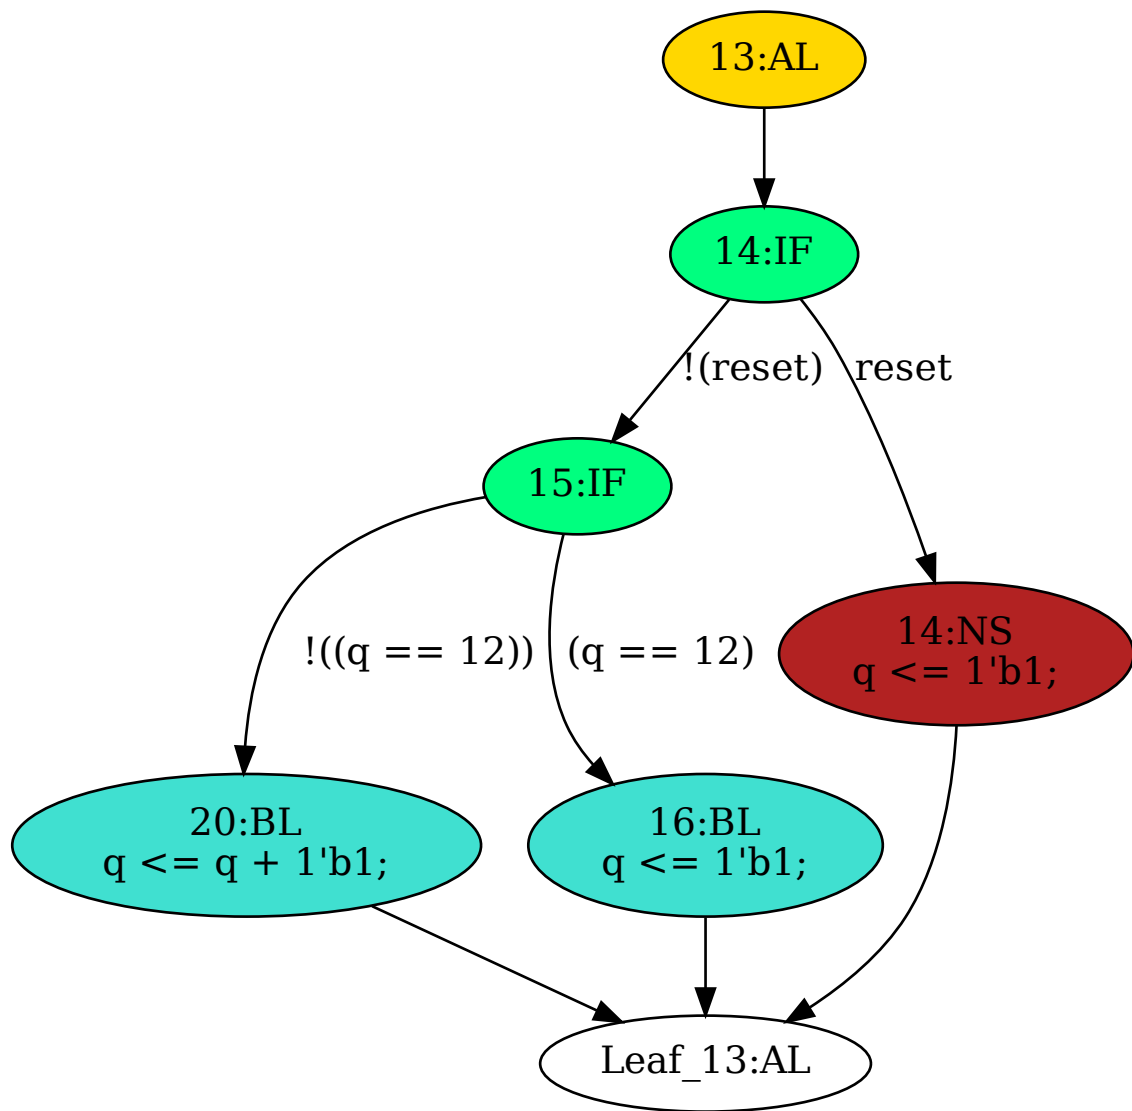 13:AL
14:IF
!(reset)
reset
15:IF
!((q == 12))
(q == 12)
14:NS
q <= 1'b1;
20:BL
q <= q + 1'b1;
16:BL
q <= 1'b1;
Leaf_13:AL